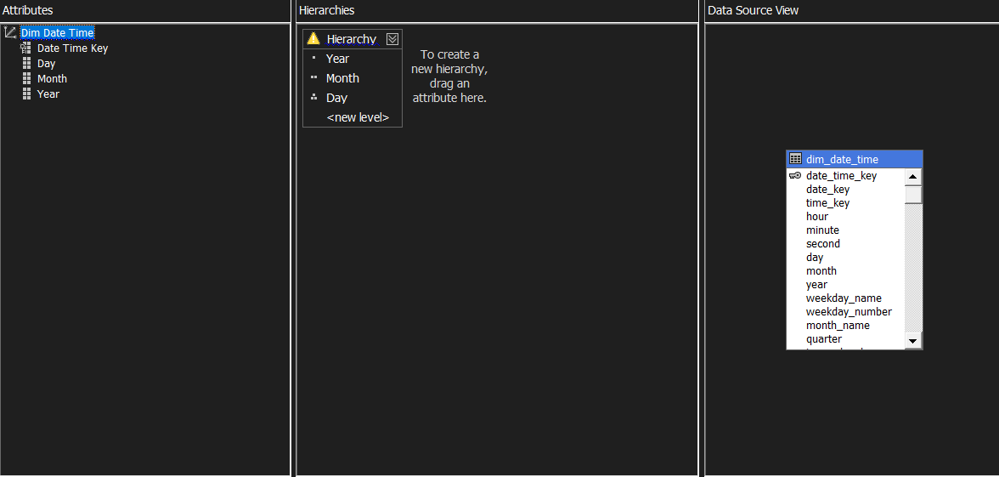 Attributes
Dim Date Time
Date Time Key
Day
Month
Year
Hierarchies
Hierarchy
Year
Month
Day
<new level>
To create a
new hierarchy,
drag an
attribute here.
Data Source View
dim_date_time
date_time_key
date_key
time_key
hour
minute
second
day
month
year
weekday_name
weekday_number
month_name
quarter